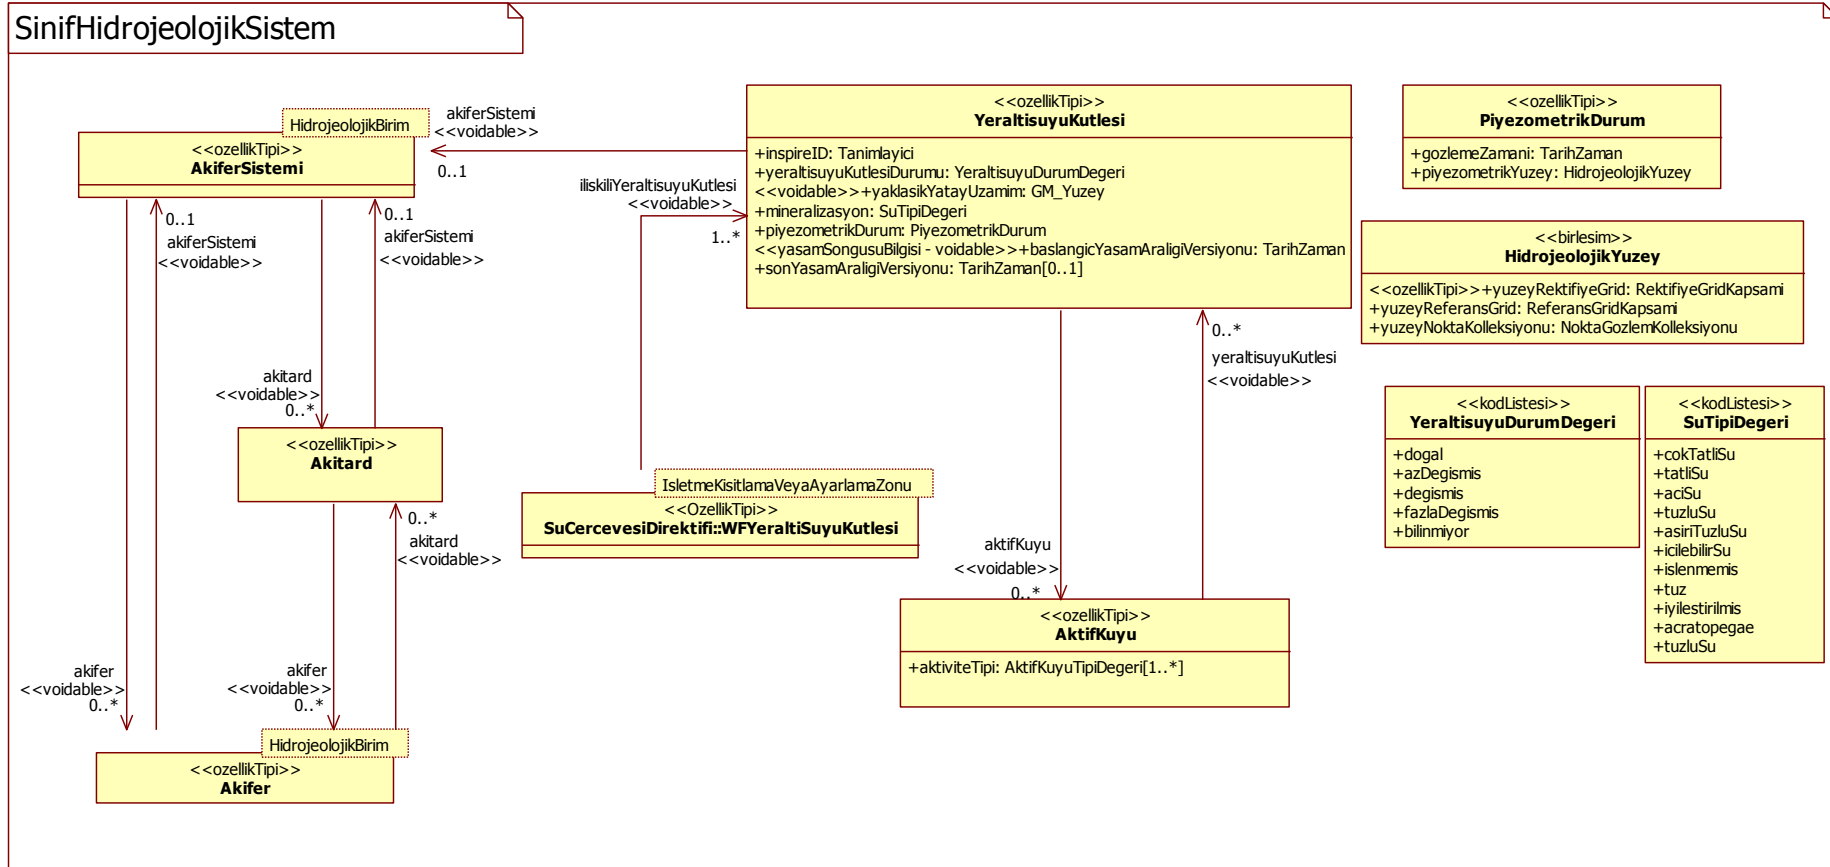 SinifHidrojeolojikSistem
HidrojeolojikBirim
<<ozellikTipi>>
AkiferSistemi
akiferSistemi
<<voidable>>
0..1
<<ozellikTipi>>
YeraltisuyuKutlesi
+inspireID: Tanimlayici
+yeraltisuyuKutlesiDurumu: YeraltisuyuDurumDegeri
<<voidable>>+yaklasikYatayUzamim: GM_Yuzey
+mineralizasyon: SuTipiDegeri
+piyezometrikDurum: PiyezometrikDurum
<<yasamSongusuBilgisi - voidable>>+baslangicYasamAraligiVersiyonu: TarihZaman
+sonYasamAraligiVersiyonu: TarihZaman[0..1]
<<ozellikTipi>>
PiyezometrikDurum
+gozlemeZamani: TarihZaman
+piyezometrikYuzey: HidrojeolojikYuzey
<<birlesim>>
HidrojeolojikYuzey
<<ozellikTipi>>+yuzeyRektifiyeGrid: RektifiyeGridKapsami
+yuzeyReferansGrid: ReferansGridKapsami
+yuzeyNoktaKolleksiyonu: NoktaGozlemKolleksiyonu
iliskiliYeraltisuyuKutlesi
<<voidable>>
1..*
0..1
akiferSistemi
<<voidable>>
0..1
akiferSistemi
<<voidable>>
0..*
yeraltisuyuKutlesi
<<voidable>>
akitard
<<voidable>>
0..*
<<ozellikTipi>>
Akitard
<<kodListesi>>
YeraltisuyuDurumDegeri
+dogal
+azDegismis
+degismis
+fazlaDegismis
+bilinmiyor
<<kodListesi>>
SuTipiDegeri
+cokTatliSu
+tatliSu
+aciSu
+tuzluSu
+asiriTuzluSu
+icilebilirSu
+islenmemis
+tuz
+iyilestirilmis
+acratopegae
+tuzluSu
IsletmeKisitlamaVeyaAyarlamaZonu
<<OzellikTipi>>
SuCercevesiDirektifi::WFYeraltiSuyuKutlesi
0..*
akitard
<<voidable>>
aktifKuyu
<<voidable>>
0..*
<<ozellikTipi>>
AktifKuyu
+aktiviteTipi: AktifKuyuTipiDegeri[1..*]
akifer
<<voidable>>
0..*
akifer
<<voidable>>
0..*
HidrojeolojikBirim
<<ozellikTipi>>
Akifer